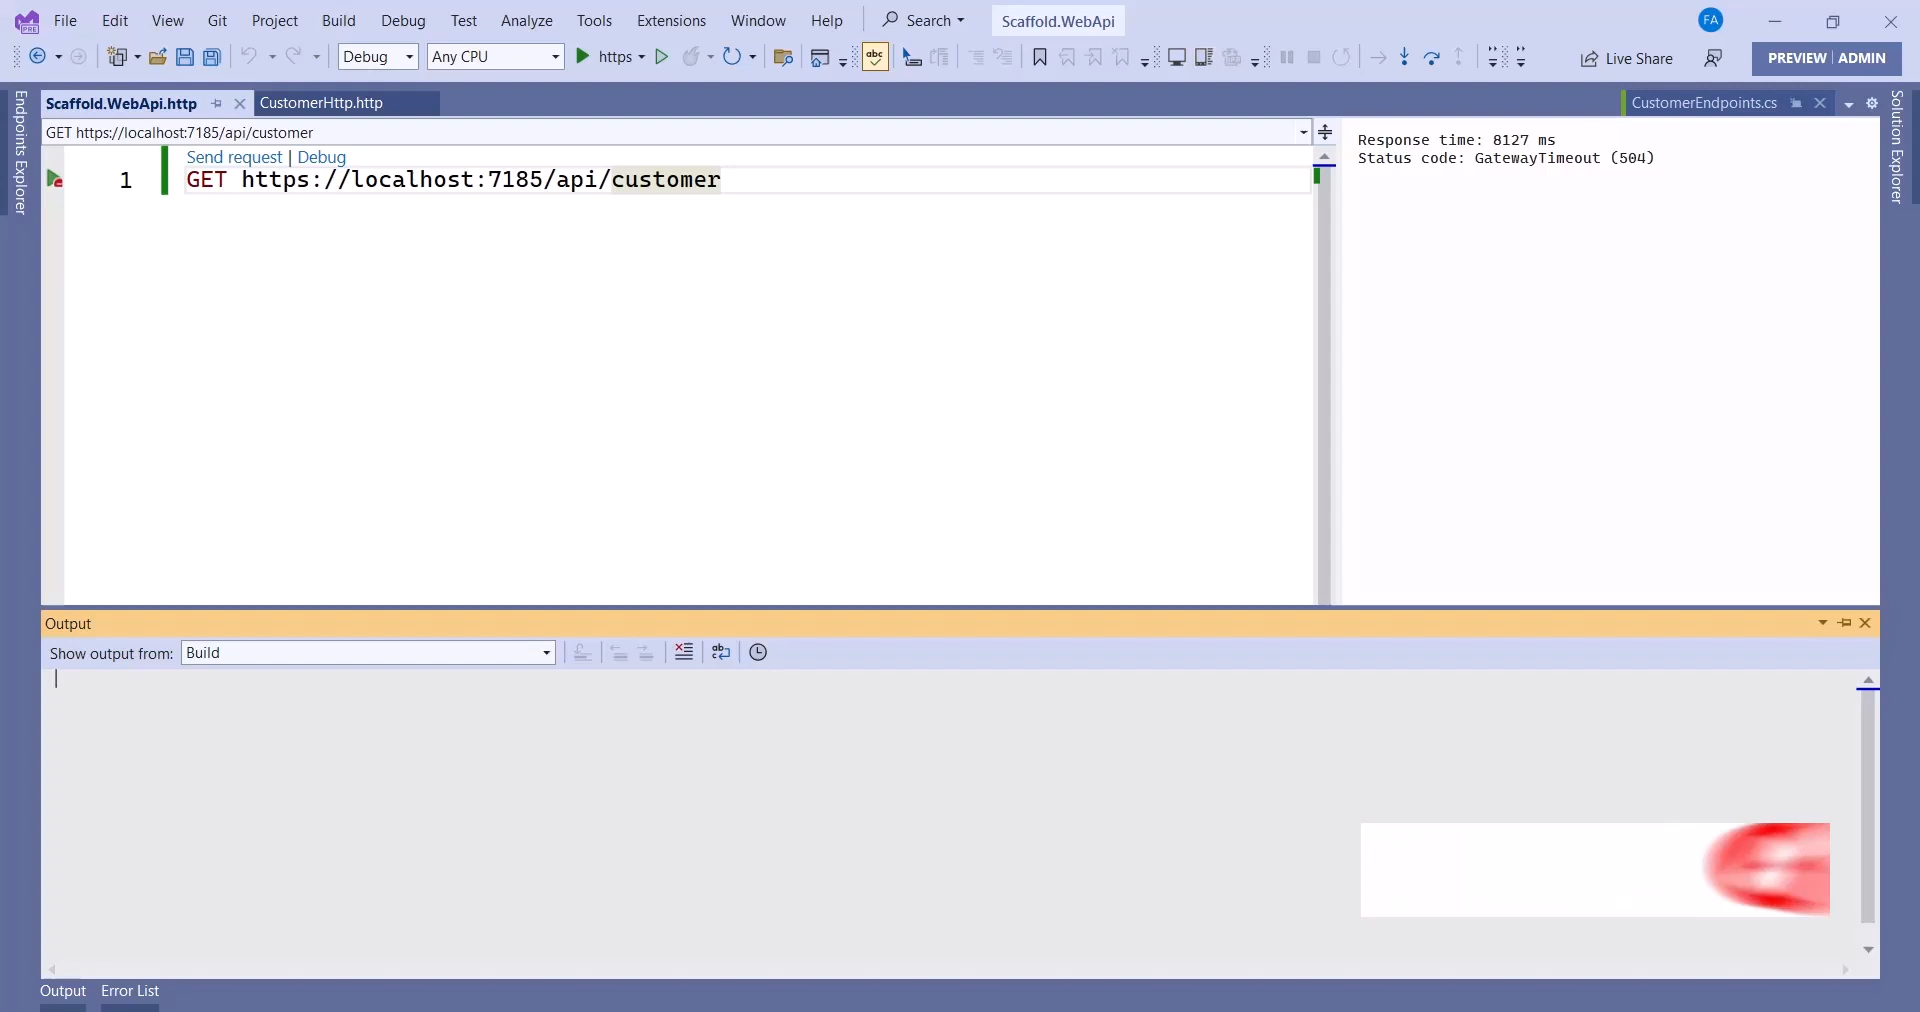 File Edit View Git Project Build Debug Test Analyze Tools Extensions Window Help Search Scaffold.WebApi FA
PRE
Debug Any CPU https abc Live Share PREVIEW ADMIN
Scaffold.WebApi.http CustomerHttp.http CustomerEndpoints.cs
Endpoints Explorer
Solution Explorer
GET https://localhost:7185/api/customer
Send request | Debug
1 GET https://localhost:7185/api/customer
Response time: 8127 ms
Status code: GatewayTimeout (504)
Output
Show output from: Build
Output Error List